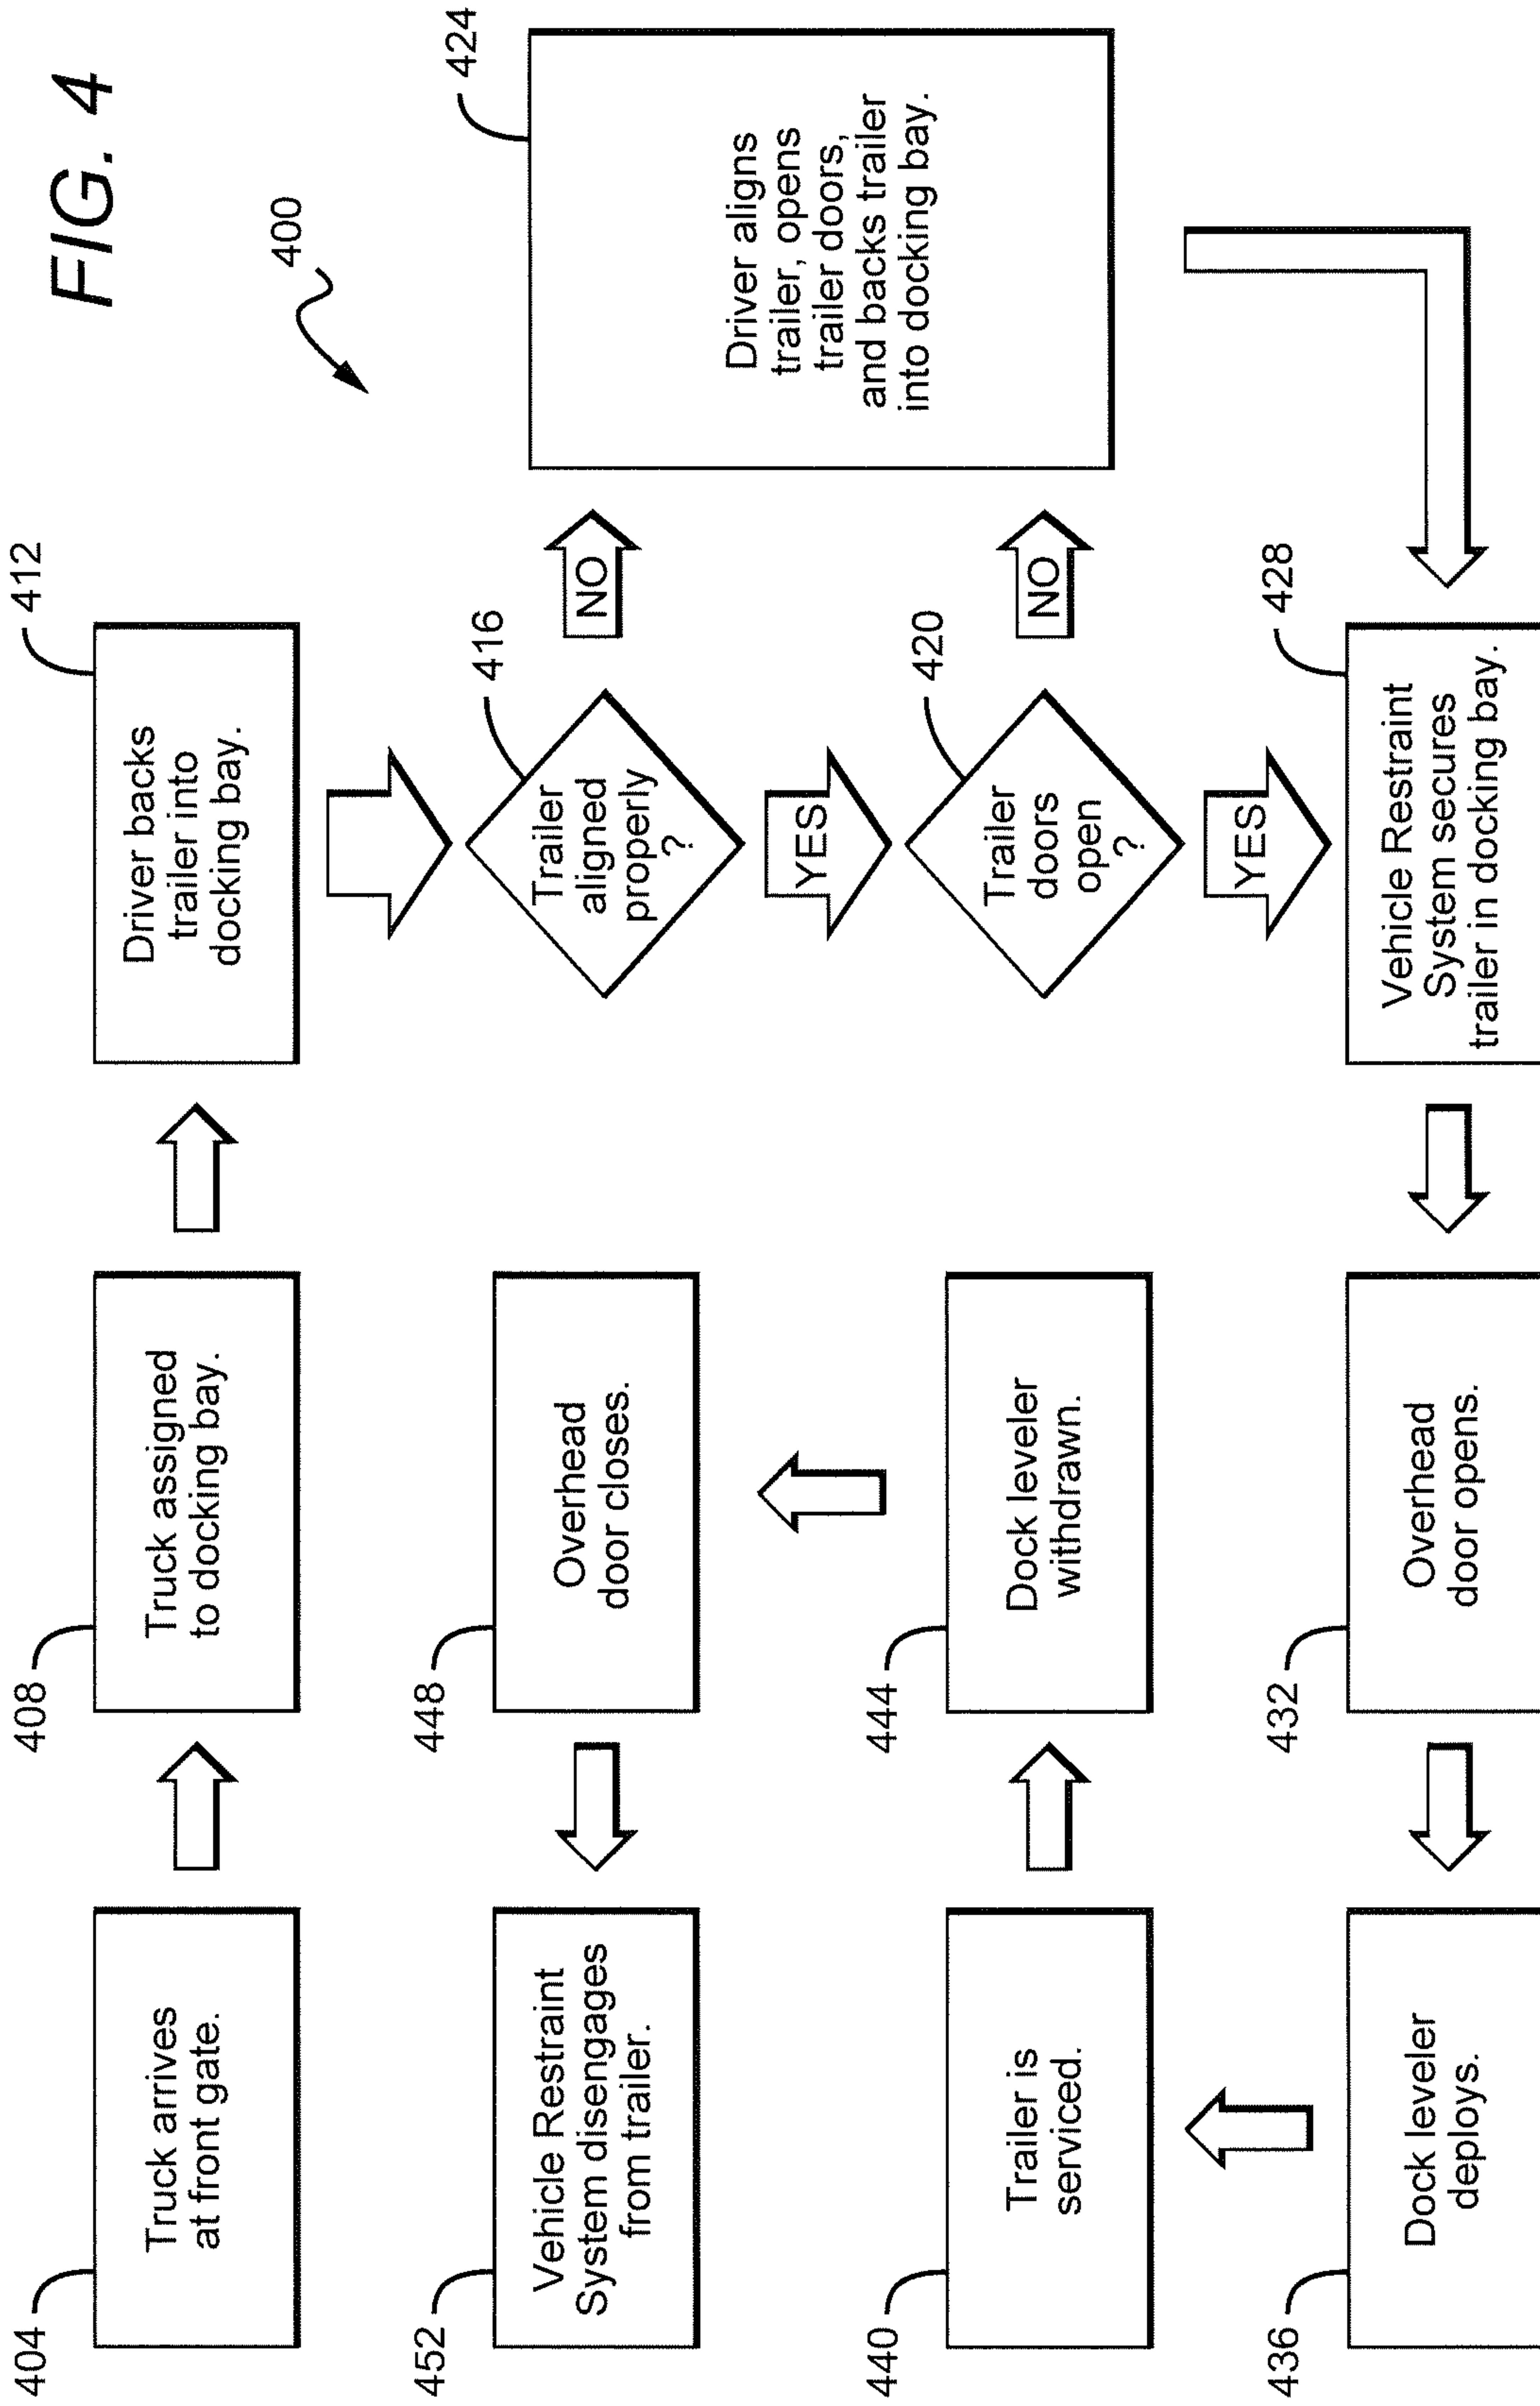 FIG. 4
400
404
Truck arrives
at front gate.
408
Truck assigned
to docking bay.
412
Driver backs
trailer into
docking bay.
416
Trailer
aligned
properly
?
NO
YES
420
Trailer
doors
open
?
NO
YES
424
Driver aligns
trailer, opens
trailer doors,
and backs trailer
into docking bay.
428
Vehicle Restraint
System secures
trailer in docking bay.
432
Overhead
door opens.
436
Dock leveler
deploys.
440
Trailer is
serviced.
444
Dock leveler
withdrawn.
448
Overhead
door closes.
452
Vehicle Restraint
System disengages
from trailer.